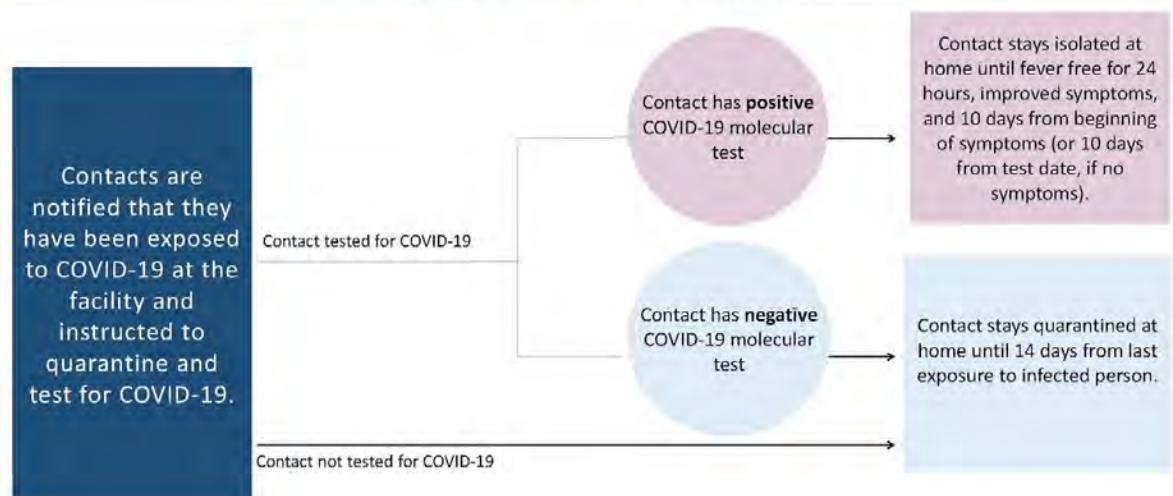 Contacts are
notified that they
have been exposed
to COVID-19 at the
facility and
instructed to
quarantine and
test for COVID-19.
Contact tested for COVID-19
Contact not tested for COVID-19
Contact has positive
COVID-19 molecular
test
Contact stays isolated at
home until fever free for 24
hours, improved symptoms,
and 10 days from beginning
of symptoms (or 10 days
from test date, if no
symptoms).
Contact has negative
COVID-19 molecular
test
Contact stays quarantined at
home until 14 days from last
exposure to infected person.